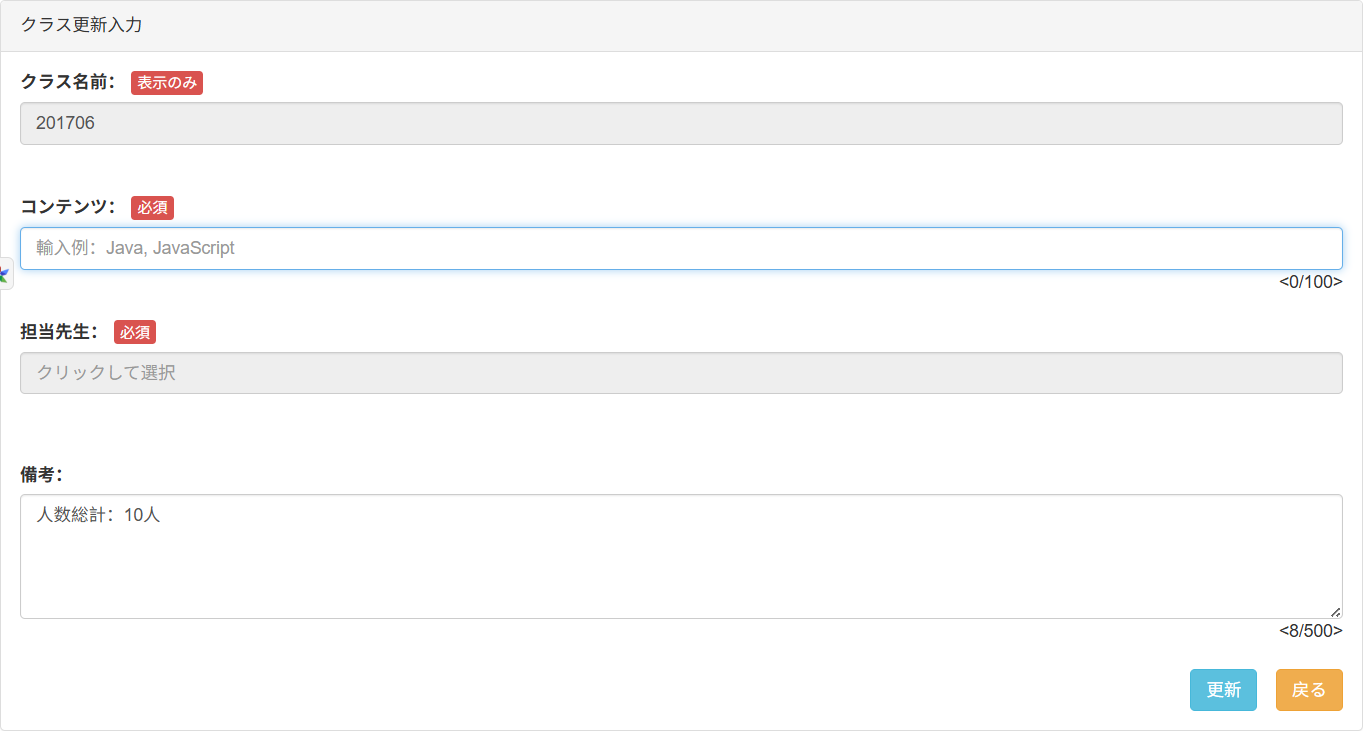 クラス更新入力
クラス名前： 表示のみ
201706
コンテンツ： 必須
輸入例：Java, JavaScript
<0/100>
担当先生： 必須
クリックして選択
備考：
人数総計：10人
<8/500>
更新 戻る